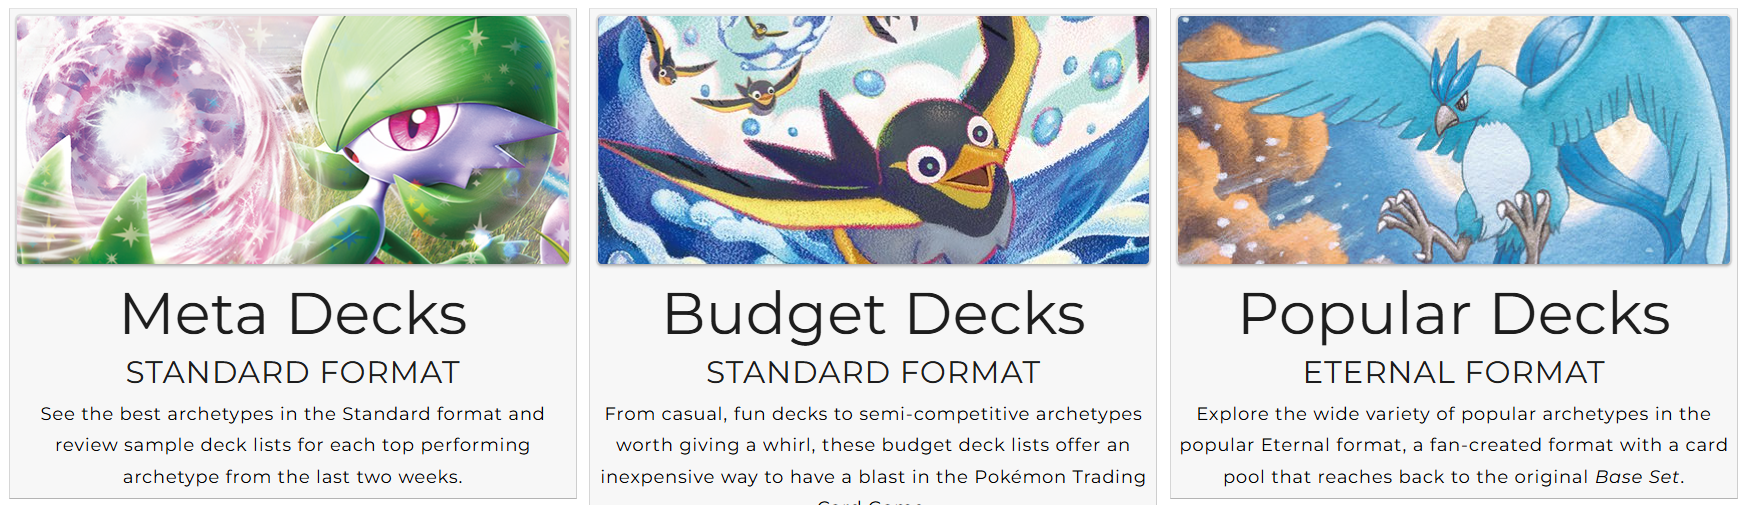 Meta Decks
STANDARD FORMAT
See the best archetypes in the Standard format and
review sample deck lists for each top performing
archetype from the last two weeks.
Budget Decks
STANDARD FORMAT
From casual, fun decks to semi-competitive archetypes
worth giving a whirl, these budget deck lists offer an
inexpensive way to have a blast in the Pokémon Trading
Card Game.
Popular Decks
ETERNAL FORMAT
Explore the wide variety of popular archetypes in the
popular Eternal format, a fan-created format with a card
pool that reaches back to the original Base Set.